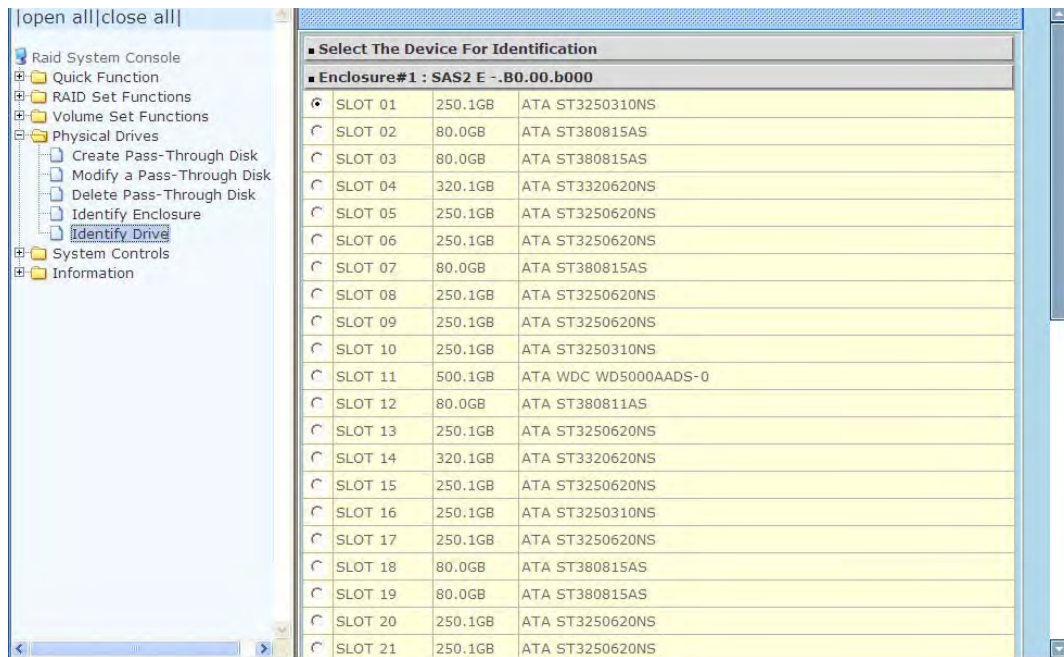 |open all|close all|
Raid System Console
Quick Function
RAID Set Functions
Volume Set Functions
Physical Drives
Create Pass-Through Disk
Modify a Pass-Through Disk
Delete Pass-Through Disk
Identify Enclosure
Identify Drive
System Controls
Information
Select The Device For Identification
Enclosure#1 : SAS2 E -.B0.00.b000
SLOT 01 250.1GB ATA ST3250310NS
SLOT 02 80.0GB ATA ST380815AS
SLOT 03 80.0GB ATA ST380815AS
SLOT 04 320.1GB ATA ST3320620NS
SLOT 05 250.1GB ATA ST3250620NS
SLOT 06 250.1GB ATA ST3250620NS
SLOT 07 80.0GB ATA ST380815AS
SLOT 08 250.1GB ATA ST3250620NS
SLOT 09 250.1GB ATA ST3250620NS
SLOT 10 250.1GB ATA ST3250310NS
SLOT 11 500.1GB ATA WDC WD5000AADS-0
SLOT 12 80.0GB ATA ST380811AS
SLOT 13 250.1GB ATA ST3250620NS
SLOT 14 320.1GB ATA ST3320620NS
SLOT 15 250.1GB ATA ST3250620NS
SLOT 16 250.1GB ATA ST3250310NS
SLOT 17 250.1GB ATA ST3250620NS
SLOT 18 80.0GB ATA ST380815AS
SLOT 19 80.0GB ATA ST380815AS
SLOT 20 250.1GB ATA ST3250620NS
SLOT 21 250.1GB ATA ST3250620NS